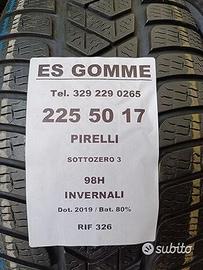 ES GOMME
Tel. 329 229 0265
225 50 17
PIRELLI
SOTTOZERO 3
98H
INVERNALI
Dot. 2019 / Bat. 80%
RIF 326
subito